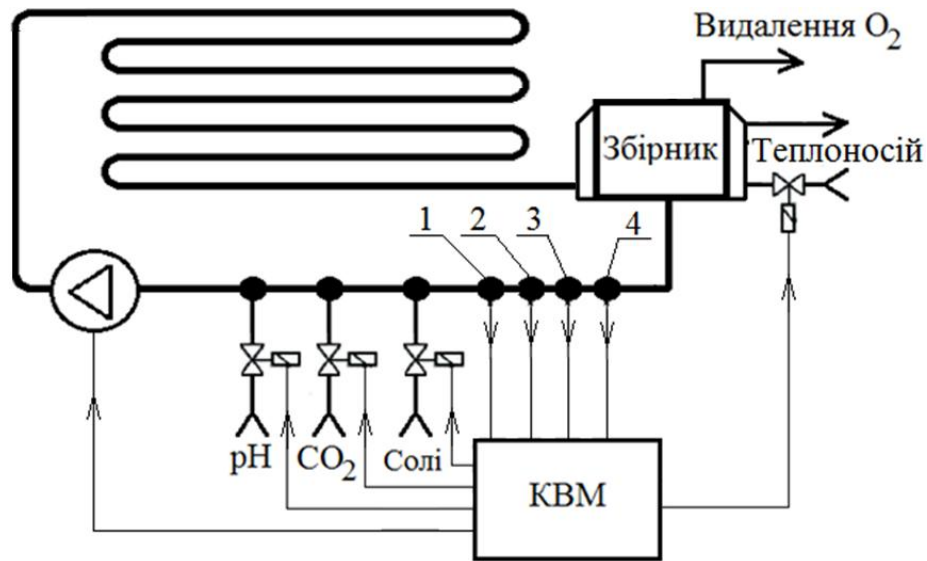 Видалення O2
Збірник
Теплоносій
1
2
3
4
pH
CO2
Солі
КВМ